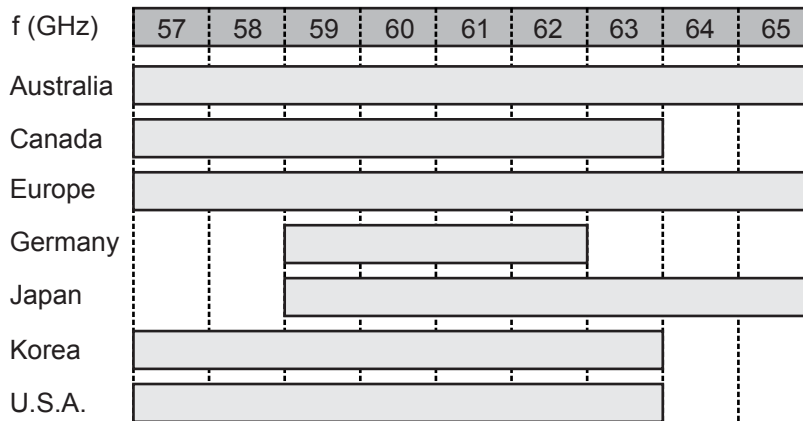 f (GHz) 57 58 59 60 61 62 63 64 65
Australia
Canada
Europe
Germany
Japan
Korea
U.S.A.